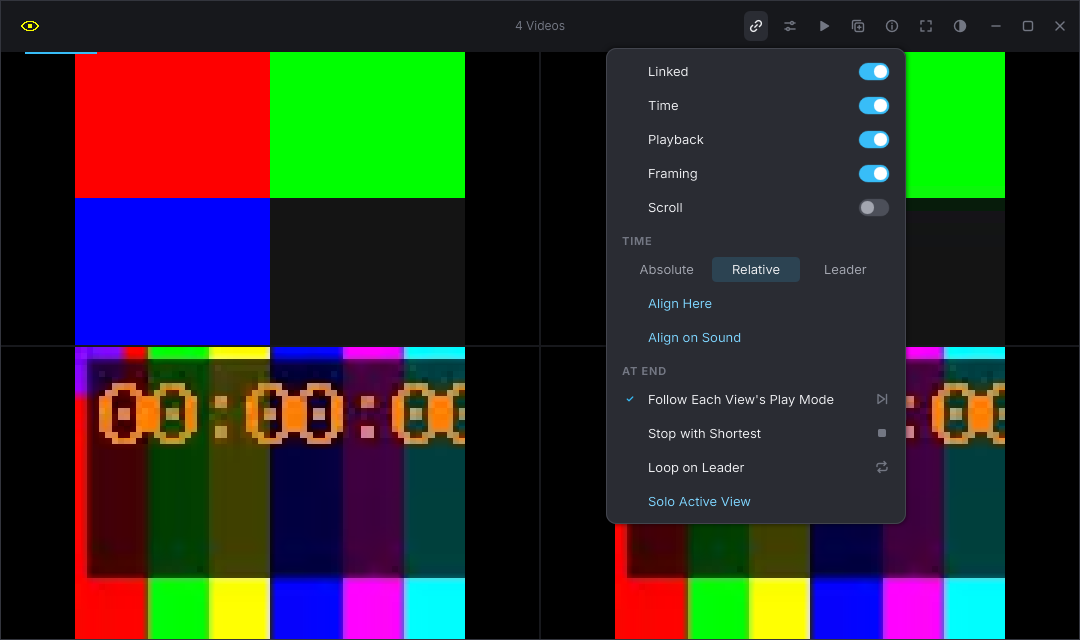 4 Videos
Linked
Time
Playback
Framing
Scroll
TIME
Absolute Relative Leader
Align Here
Align on Sound
AT END
Follow Each View's Play Mode
Stop with Shortest
Loop on Leader
Solo Active View
00:00:0